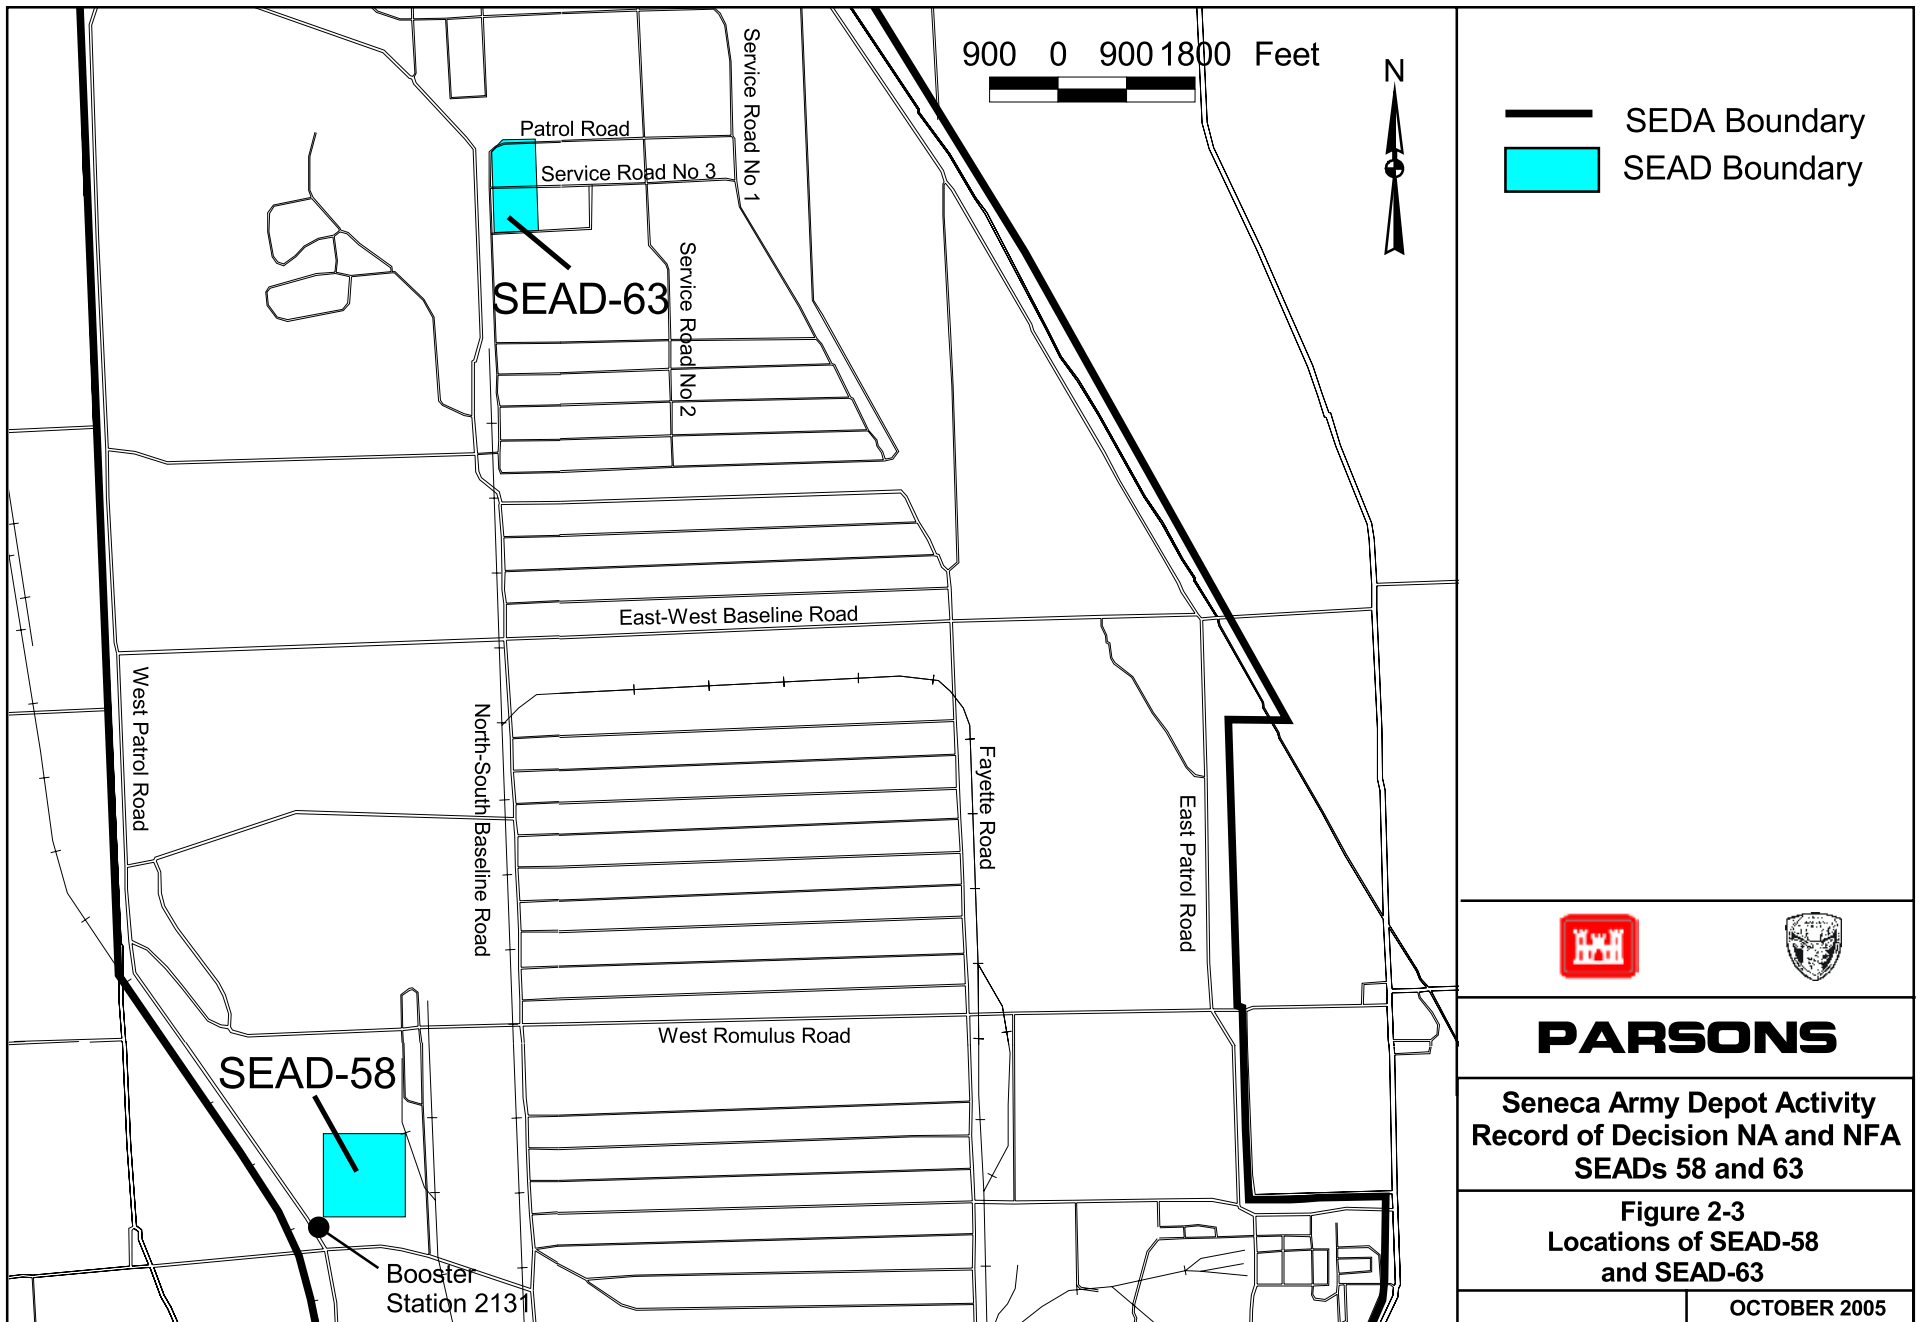 900 0 900 1800 Feet
N
SEDA Boundary
SEAD Boundary
Service Road No 1
Patrol Road
Service Road No 3
SEAD-63
Service Road No 2
East-West Baseline Road
West Patrol Road
North-South Baseline Road
Fayette Road
East Patrol Road
West Romulus Road
SEAD-58
Booster
Station 2131
PARSONS
Seneca Army Depot Activity
Record of Decision NA and NFA
SEADs 58 and 63
Figure 2-3
Locations of SEAD-58
and SEAD-63
OCTOBER 2005